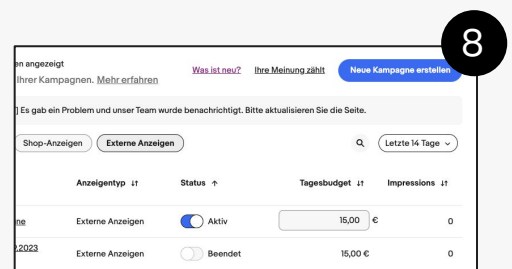 8
en angezeigt
Ihrer Kampagnen. Mehr erfahren
Was ist neu? Ihre Meinung zählt Neue Kampagne erstellen
] Es gab ein Problem und unser Team wurde benachrichtigt. Bitte aktualisieren Sie die Seite.
Shop-Anzeigen Externe Anzeigen Letzte 14 Tage
Anzeigentyp ↓↑ Status ↑ Tagesbudget ↓↑ Impressions ↓↑
ne Externe Anzeigen Aktiv 15,00 € 0
.2023 Externe Anzeigen Beendet 15,00 € 0